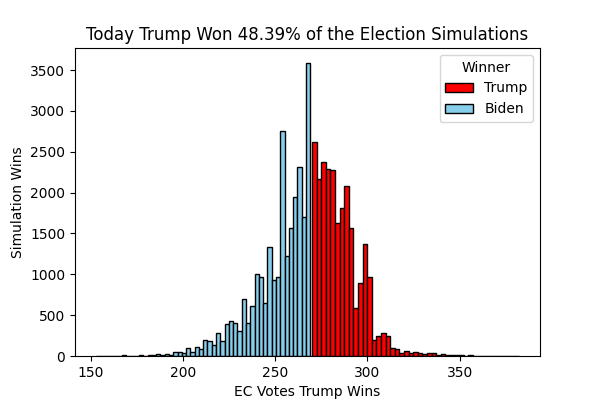 Today Trump Won 48.39% of the Election Simulations
Winner
Trump
Biden
3500
3000
2500
2000
1500
1000
500
0
Simulation Wins
150 200 250 300 350
EC Votes Trump Wins